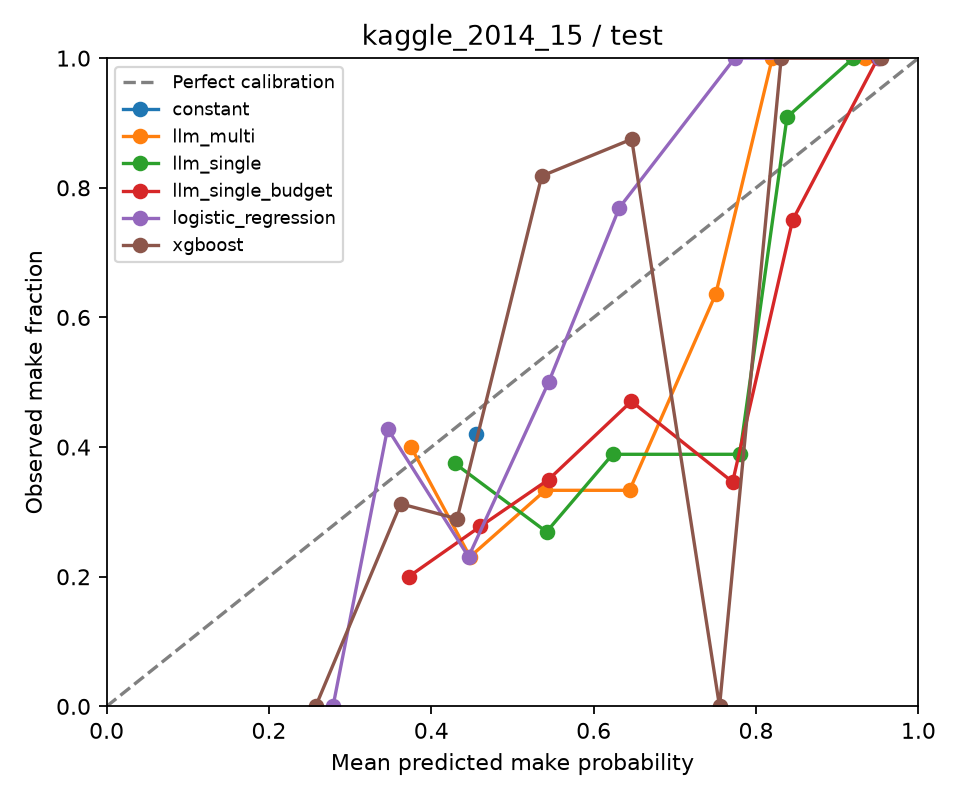 kaggle_2014_15 / test
1.0
0.8
0.6
0.4
0.2
0.0
Observed make fraction
Perfect calibration
constant
llm_multi
llm_single
llm_single_budget
logistic_regression
xgboost
0.0 0.2 0.4 0.6 0.8 1.0
Mean predicted make probability